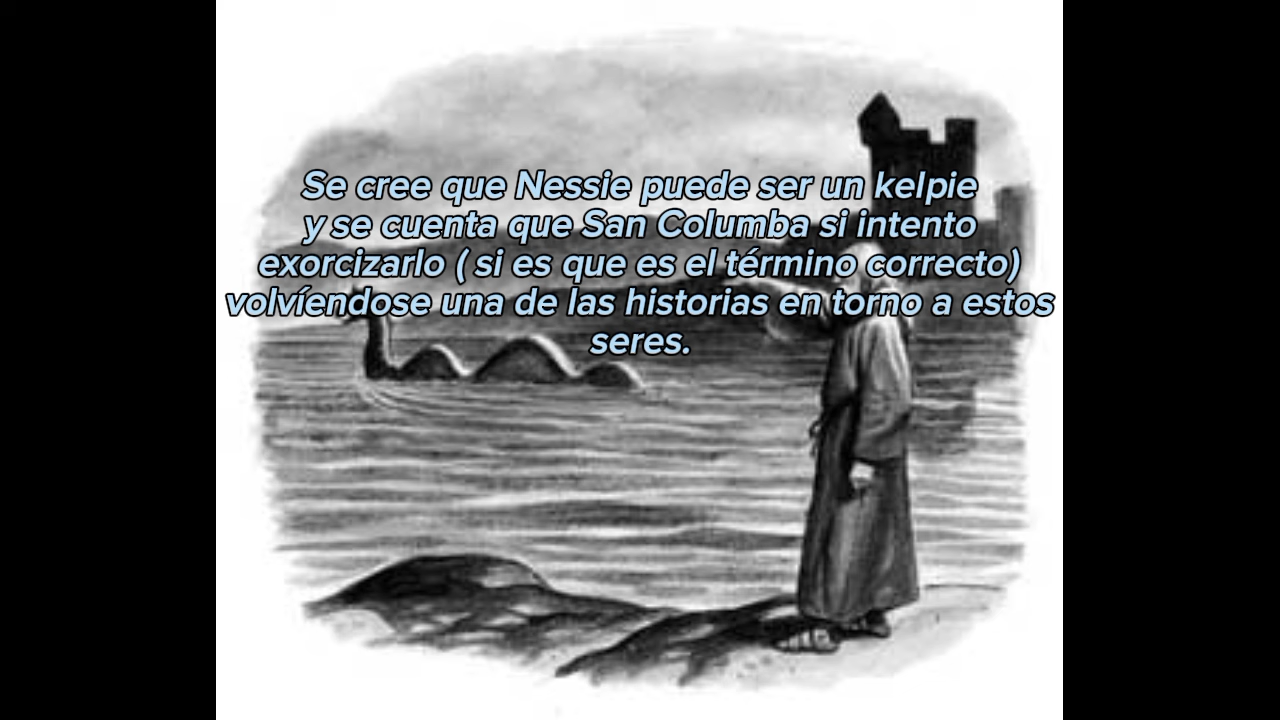 Se cree que Nessie puede ser un kelpie
y se cuenta que San Columba si intento
exorcizarlo ( si es que es el término correcto)
volvíendose una de las historias en torno a estos
seres.